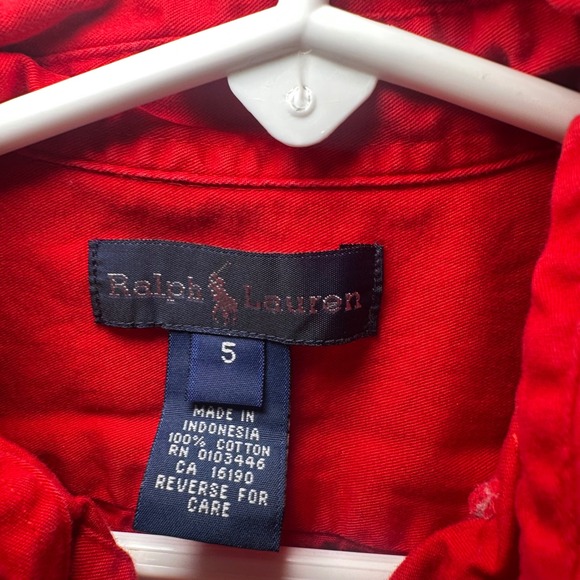 Ralph Lauren
5
MADE IN
INDONESIA
100% COTTON
RN 0103446
CA 16190
REVERSE FOR
CARE